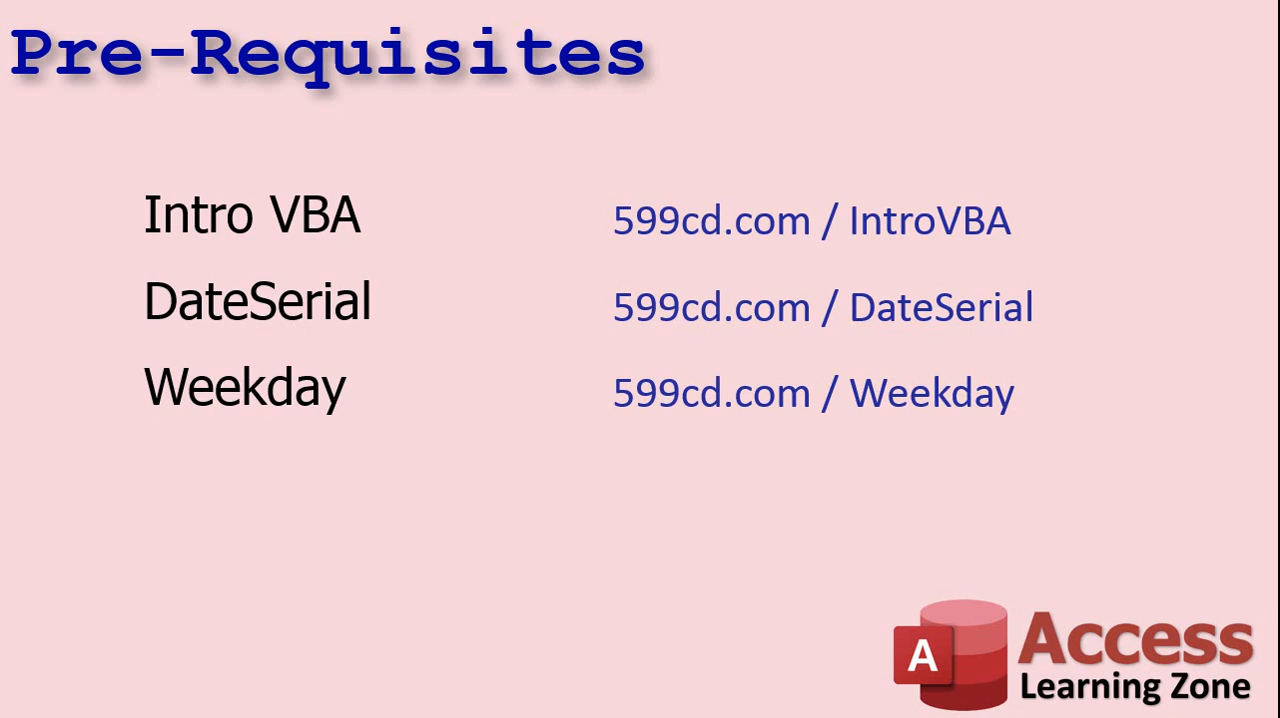 Pre-Requisites
Intro VBA 599cd.com / IntroVBA
DateSerial 599cd.com / DateSerial
Weekday 599cd.com / Weekday
A Access
Learning Zone